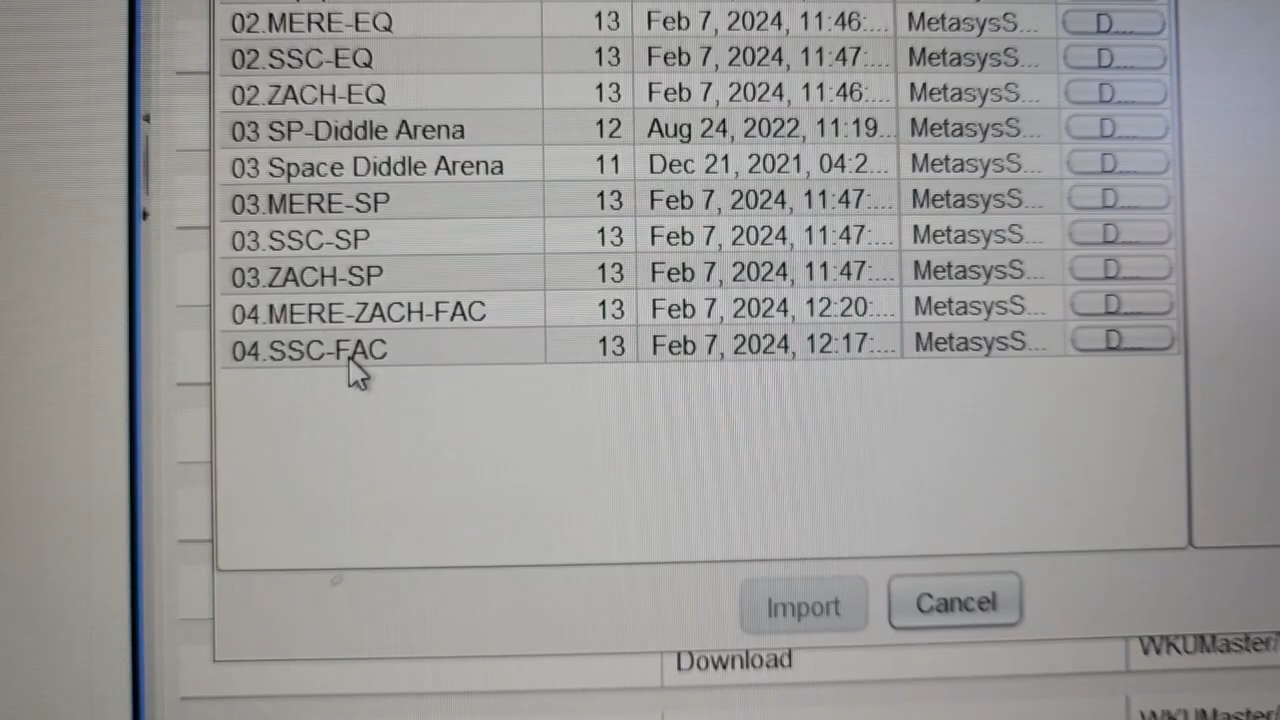 02.MERE-EQ 13 Feb 7, 2024, 11:46:... MetasysS... D...
02.SSC-EQ 13 Feb 7, 2024, 11:47:... MetasysS... D...
02.ZACH-EQ 13 Feb 7, 2024, 11:46:... MetasysS... D...
03 SP-Diddle Arena 12 Aug 24, 2022, 11:19... MetasysS... D...
03 Space Diddle Arena 11 Dec 21, 2021, 04:2... MetasysS... D...
03.MERE-SP 13 Feb 7, 2024, 11:47:... MetasysS... D...
03.SSC-SP 13 Feb 7, 2024, 11:47:... MetasysS... D...
03.ZACH-SP 13 Feb 7, 2024, 11:47:... MetasysS... D...
04.MERE-ZACH-FAC 13 Feb 7, 2024, 12:20:... MetasysS... D...
04.SSC-FAC 13 Feb 7, 2024, 12:17:... MetasysS... D...
Import Cancel
Download WKUMaster
WKUMaster